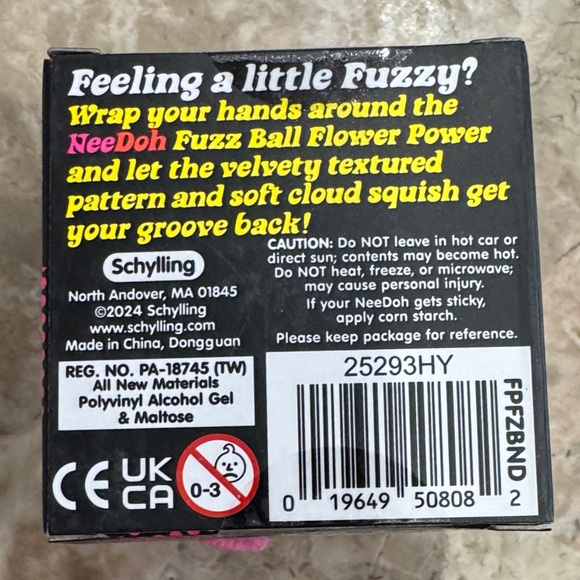 Feeling a little Fuzzy?
Wrap your hands around the
NeeDoh Fuzz Ball Flower Power
and let the velvety textured
pattern and soft cloud squish get
your groove back!
Schylling
North Andover, MA 01845
©2024 Schylling
www.schylling.com
Made in China, Dongguan
CAUTION: Do NOT leave in hot car or
direct sun; contents may become hot.
Do NOT heat, freeze, or microwave;
may cause personal injury.
If your NeeDoh gets sticky,
apply corn starch.
Please keep package for reference.
REG. NO. PA-18745 (TW)
All New Materials
Polyvinyl Alcohol Gel
& Maltose
CE UK
CA
0-3
25293HY
0 19649 50808 2
FPFZBND